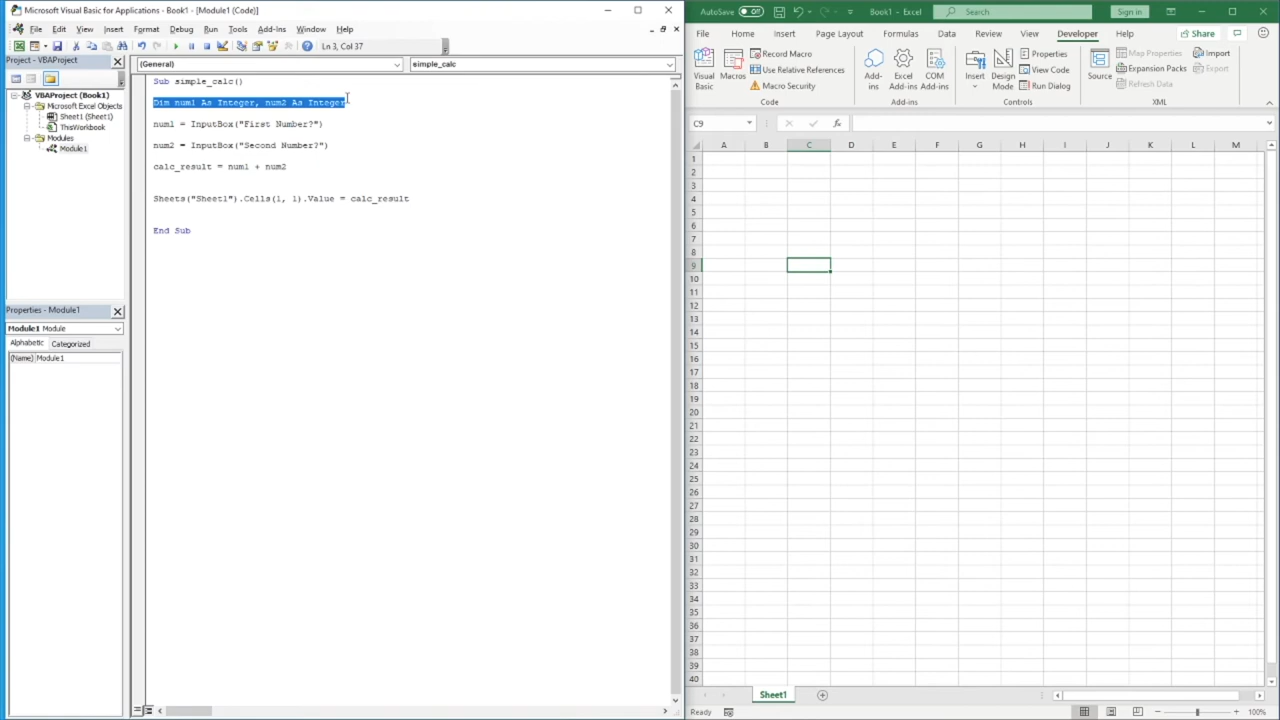 Microsoft Visual Basic for Applications - Book1 - [Module1 (Code)]
File Edit View Insert Format Debug Run Tools Add-Ins Window Help
Ln 3, Col 37
Project - VBAProject
VBAProject (Book1)
Microsoft Excel Objects
Sheet1 (Sheet1)
ThisWorkbook
Modules
Module1
Properties - Module1
Module1 Module
Alphabetic Categorized
(Name) Module1
(General) simple_calc
Sub simple_calc()
Dim num1 As Integer, num2 As Integer
num1 = InputBox("First Number?")
num2 = InputBox("Second Number?")
calc_result = num1 + num2
Sheets("Sheet1").Cells(1, 1).Value = calc_result
End Sub
AutoSave Off Book1 - Excel Search Sign in
File Home Insert Page Layout Formulas Data Review View Developer Help Share
Visual Basic
Macros
Record Macro
Use Relative References
Macro Security
Code
Add-ins
Excel Add-ins
COM Add-ins
Add-ins
Insert
Design Mode
Properties
View Code
Run Dialog
Controls
Source
Map Properties
Expansion Packs
Refresh Data
Import
Export
XML
C9 fx
A B C D E F G H I J K L M
1
2
3
4
5
6
7
8
9
10
11
12
13
14
15
16
17
18
19
20
21
22
23
24
25
26
27
28
29
30
31
32
33
34
35
36
37
38
39
40
Sheet1
Ready 100%